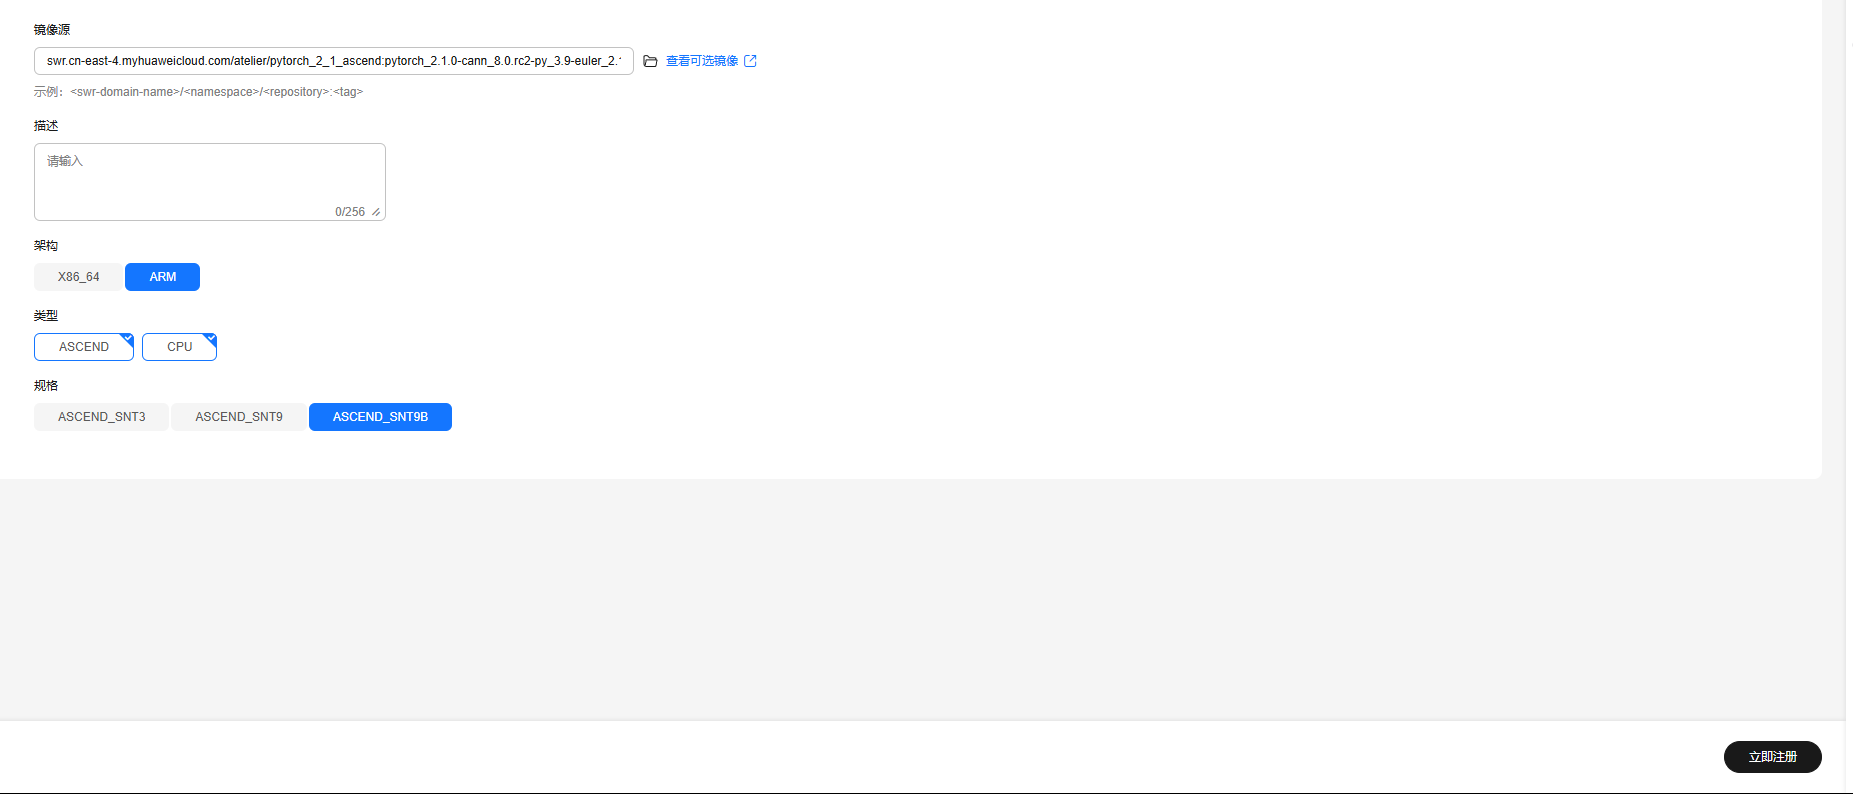 镜像源
swr.cn-east-4.myhuaweicloud.com/atelier/pytorch_2_1_ascend:pytorch_2.1.0-cann_8.0.rc2-py_3.9-euler_2. 查看可选镜像
示例：<swr-domain-name>/<namespace>/<repository>:<tag>
描述
请输入
0/256
架构
X86_64 ARM
类型
ASCEND CPU
规格
ASCEND_SNT3 ASCEND_SNT9 ASCEND_SNT9B
立即注册